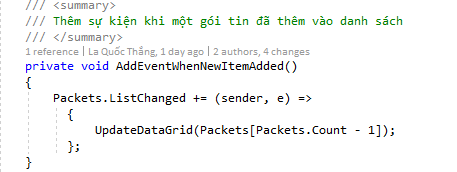 /// <summary>
/// Thêm sự kiện khi một gói tin đã thêm vào danh sách
/// </summary>
1 reference | La Quốc Thắng, 1 day ago | 2 authors, 4 changes
private void AddEventWhenNewItemAdded()
{
    Packets.ListChanged += (sender, e) =>
      {
          UpdateDataGrid(Packets[Packets.Count - 1]);
      };
}